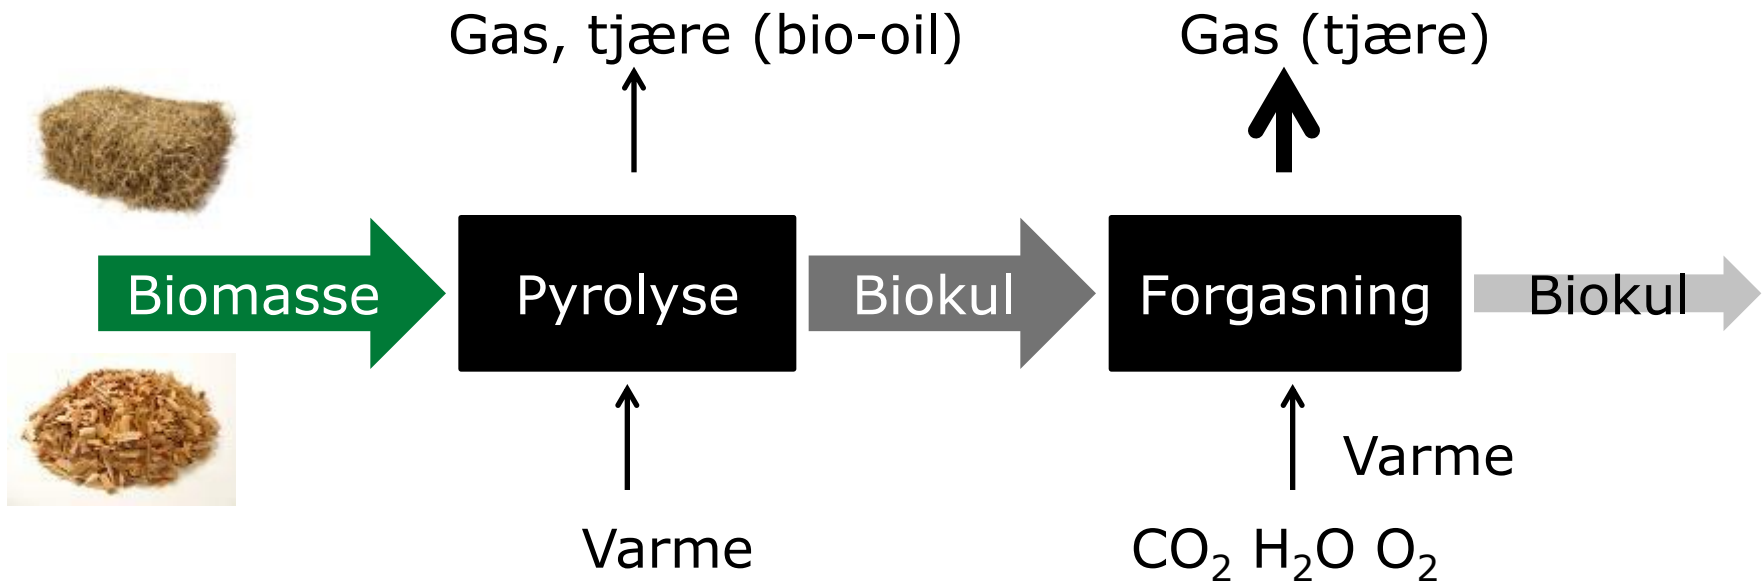 Gas, tjære (bio-oil)
Gas (tjære)
Biomasse
Pyrolyse
Biokul
Forgasning
Biokul
Varme
Varme
CO₂ H₂O O₂